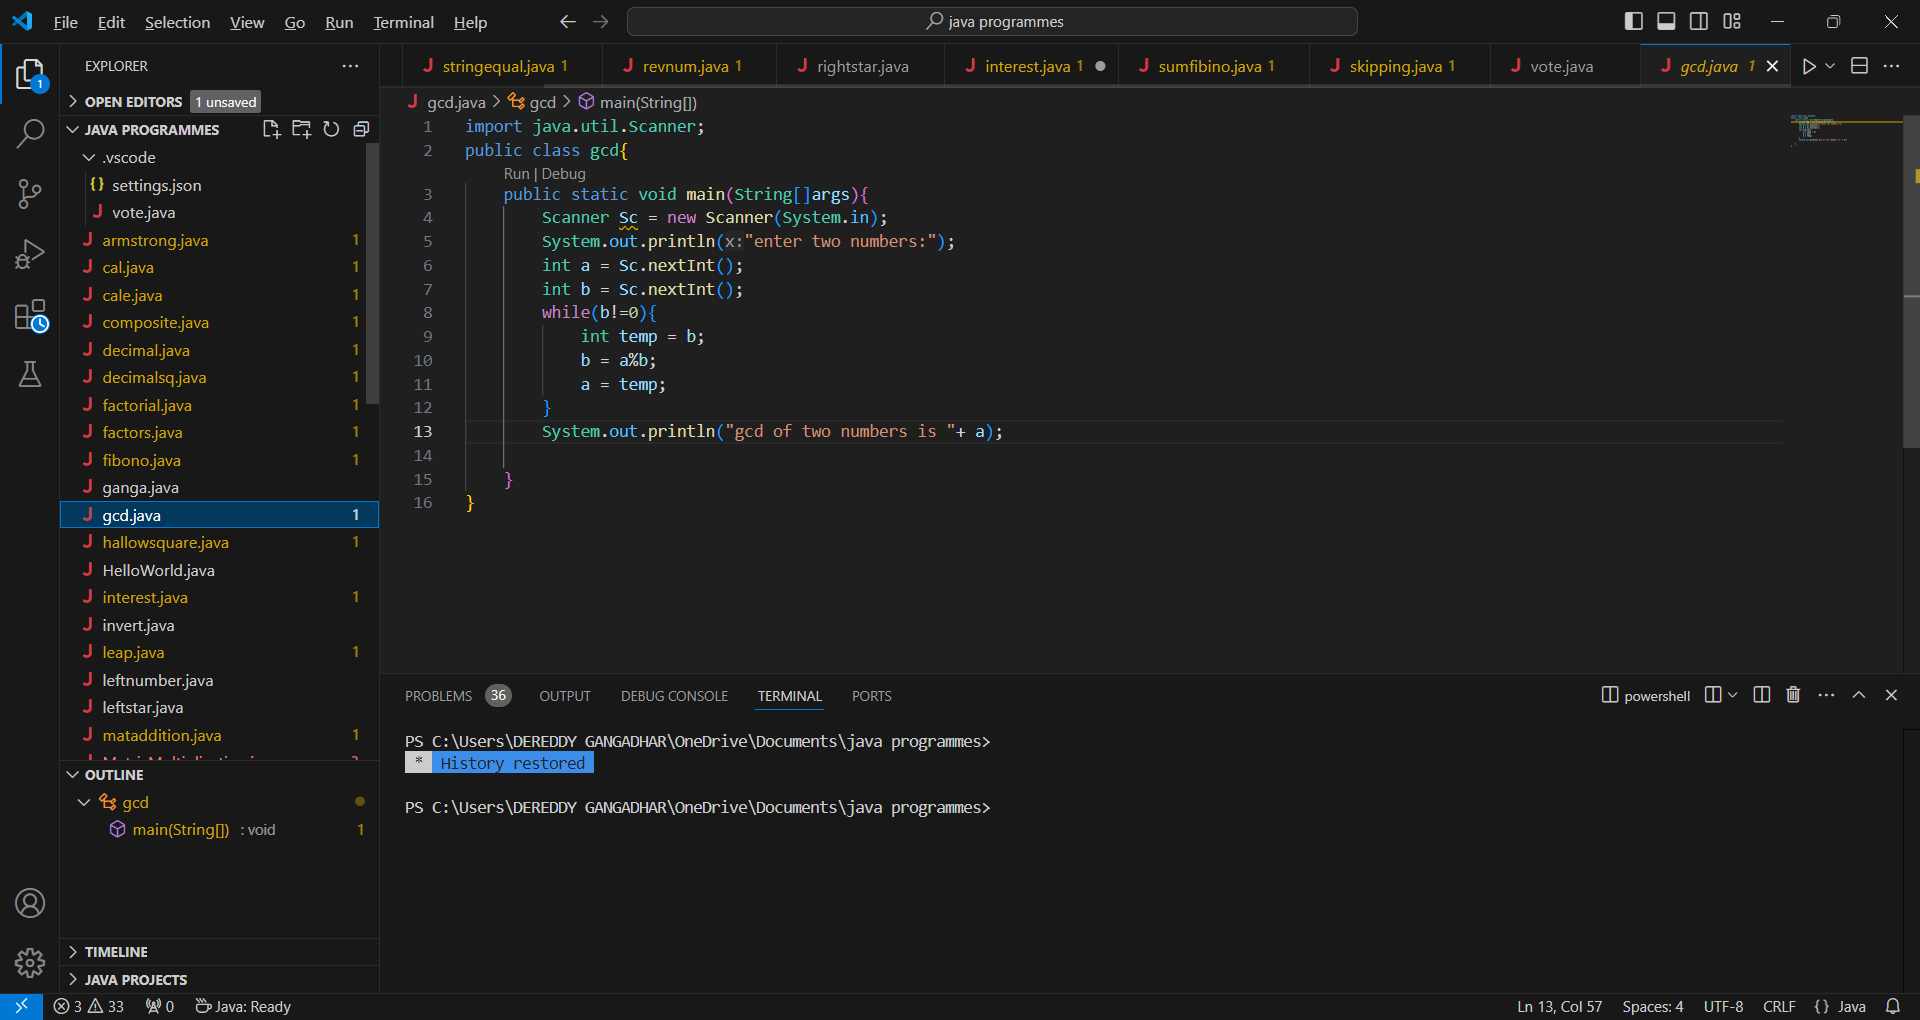 File Edit Selection View Go Run Terminal Help
java programmes
EXPLORER
OPEN EDITORS 1 unsaved
JAVA PROGRAMMES
.vscode
{} settings.json
J vote.java
J armstrong.java 1
J cal.java 1
J cale.java 1
J composite.java 1
J decimal.java 1
J decimalsq.java 1
J factorial.java 1
J factors.java 1
J fibono.java 1
J ganga.java
J gcd.java 1
J hallowsquare.java 1
J HelloWorld.java
J interest.java 1
J invert.java
J leap.java 1
J leftnumber.java
J leftstar.java
J mataddition.java 1
OUTLINE
gcd
main(String[]) : void 1
TIMELINE
JAVA PROJECTS
1
J stringequal.java 1 J revnum.java 1 J rightstar.java J interest.java 1 J sumfibino.java 1 J skipping.java 1 J vote.java J gcd.java 1
J gcd.java > gcd > main(String[])
1 import java.util.Scanner;
2 public class gcd{
Run | Debug
3 public static void main(String[]args){
4 Scanner Sc = new Scanner(System.in);
5 System.out.println(x:"enter two numbers:");
6 int a = Sc.nextInt();
7 int b = Sc.nextInt();
8 while(b!=0){
9 int temp = b;
10 b = a%b;
11 a = temp;
12 }
13 System.out.println("gcd of two numbers is "+ a);
14
15 }
16 }
PROBLEMS 36 OUTPUT DEBUG CONSOLE TERMINAL PORTS
powershell
PS C:\Users\DEREDDY GANGADHAR\OneDrive\Documents\java programmes>
* History restored
PS C:\Users\DEREDDY GANGADHAR\OneDrive\Documents\java programmes>
3 33 0 Java: Ready
Ln 13, Col 57 Spaces: 4 UTF-8 CRLF {} Java